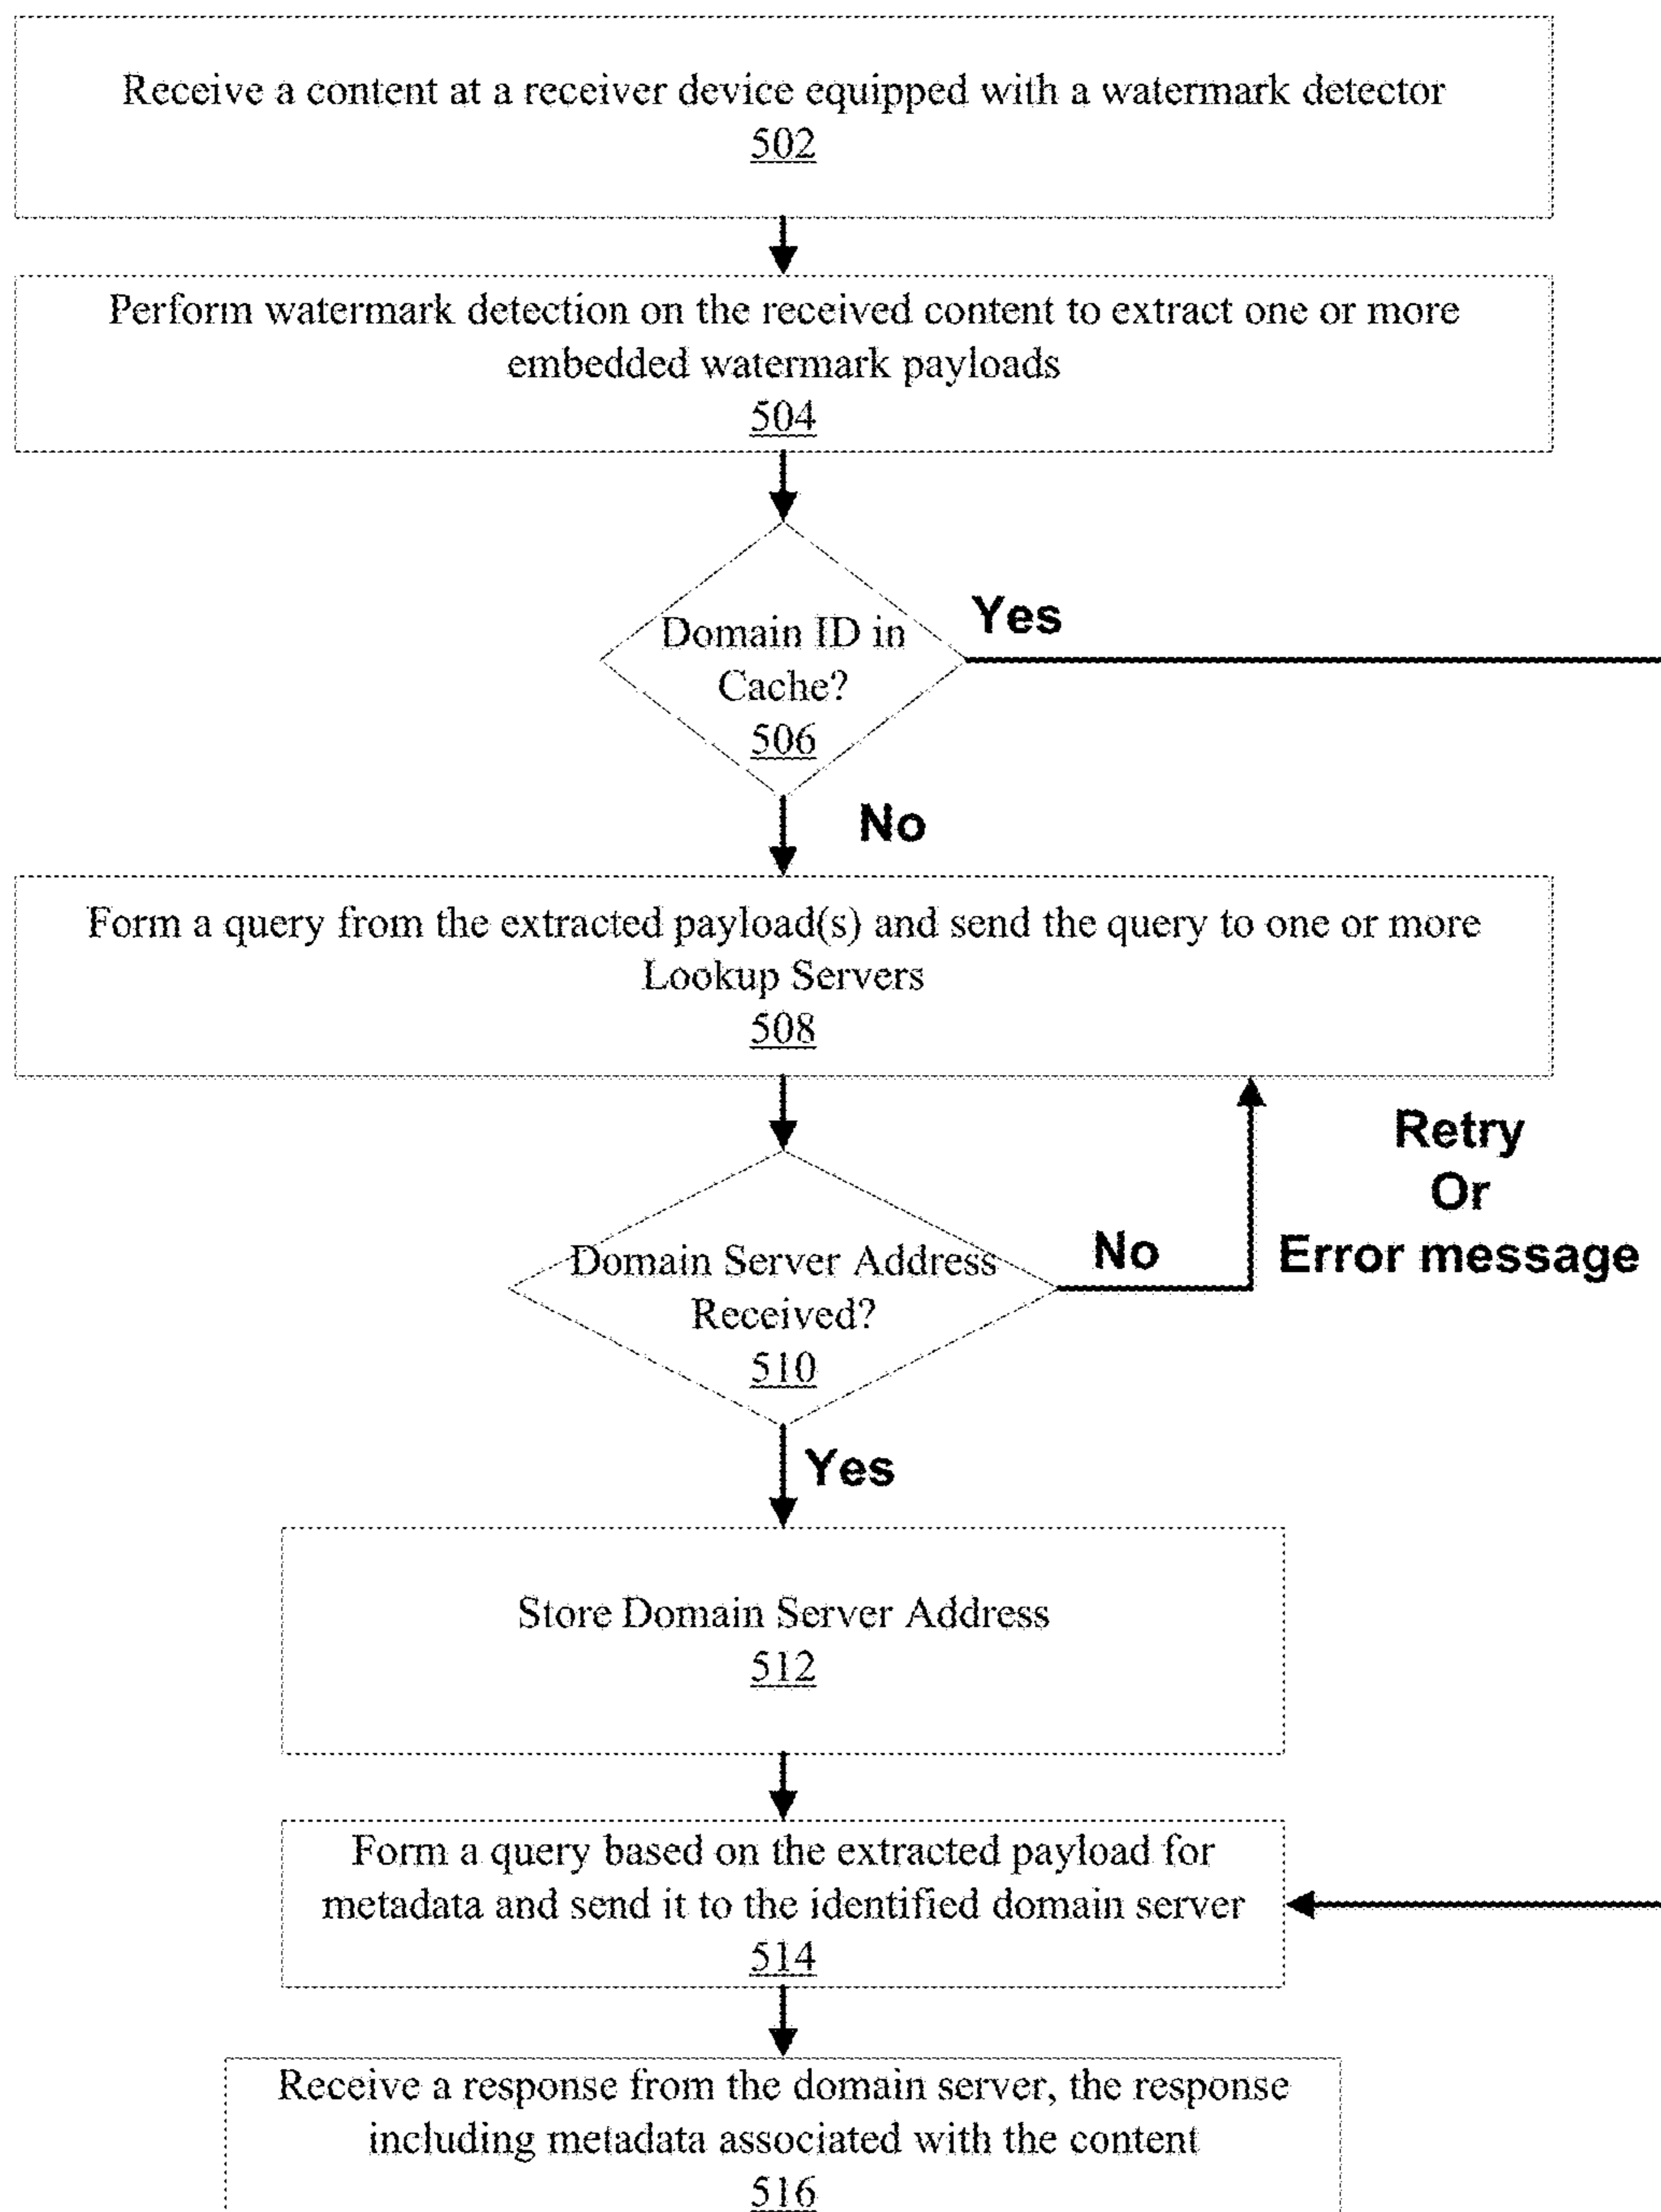 Receive a content at a receiver device equipped with a watermark detector
502
Perform watermark detection on the received content to extract one or more
embedded watermark payloads
504
Domain ID in
Cache?
506
Yes
No
Form a query from the extracted payload(s) and send the query to one or more
Lookup Servers
508
Retry
Or
Error message
Domain Server Address
Received?
510
No
Yes
Store Domain Server Address
512
Form a query based on the extracted payload for
metadata and send it to the identified domain server
514
Receive a response from the domain server, the response
including metadata associated with the content
516